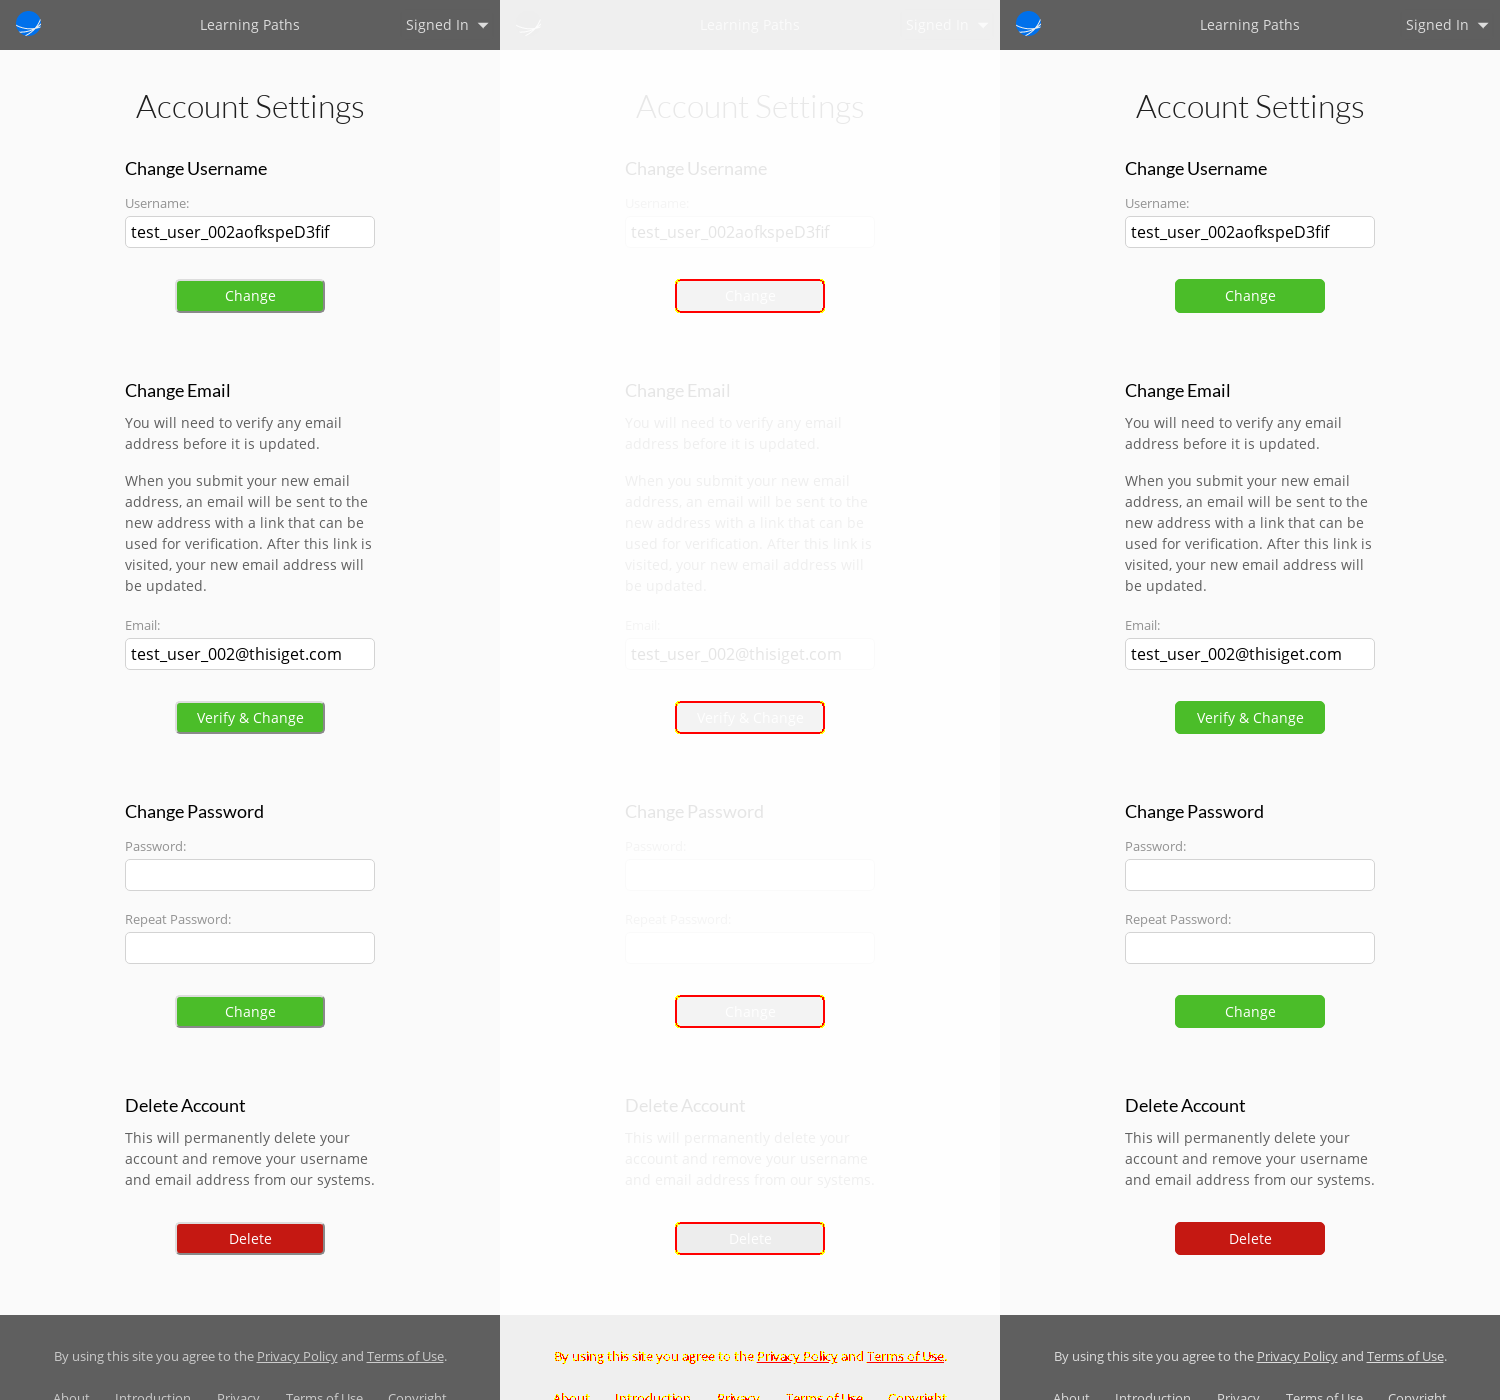 Learning Paths Signed In
Account Settings
Change Username
Username:
test_user_002aofkspeD3fif
Change
Change Email
You will need to verify any email
address before it is updated.
When you submit your new email
address, an email will be sent to the
new address with a link that can be
used for verification. After this link is
visited, your new email address will
be updated.
Email:
test_user_002@thisiget.com
Verify & Change
Change Password
Password:
Repeat Password:
Change
Delete Account
This will permanently delete your
account and remove your username
and email address from our systems.
Delete
By using this site you agree to the Privacy Policy and Terms of Use.
About Introduction Privacy Terms of Use Copyright
Learning Paths Signed In
Account Settings
Change Username
Username:
test_user_002aofkspeD3fif
Change
Change Email
You will need to verify any email
address before it is updated.
When you submit your new email
address, an email will be sent to the
new address with a link that can be
used for verification. After this link is
visited, your new email address will
be updated.
Email:
test_user_002@thisiget.com
Verify & Change
Change Password
Password:
Repeat Password:
Change
Delete Account
This will permanently delete your
account and remove your username
and email address from our systems.
Delete
By using this site you agree to the Privacy Policy and Terms of Use.
About Introduction Privacy Terms of Use Copyright
Learning Paths Signed In
Account Settings
Change Username
Username:
test_user_002aofkspeD3fif
Change
Change Email
You will need to verify any email
address before it is updated.
When you submit your new email
address, an email will be sent to the
new address with a link that can be
used for verification. After this link is
visited, your new email address will
be updated.
Email:
test_user_002@thisiget.com
Verify & Change
Change Password
Password:
Repeat Password:
Change
Delete Account
This will permanently delete your
account and remove your username
and email address from our systems.
Delete
By using this site you agree to the Privacy Policy and Terms of Use.
About Introduction Privacy Terms of Use Copyright